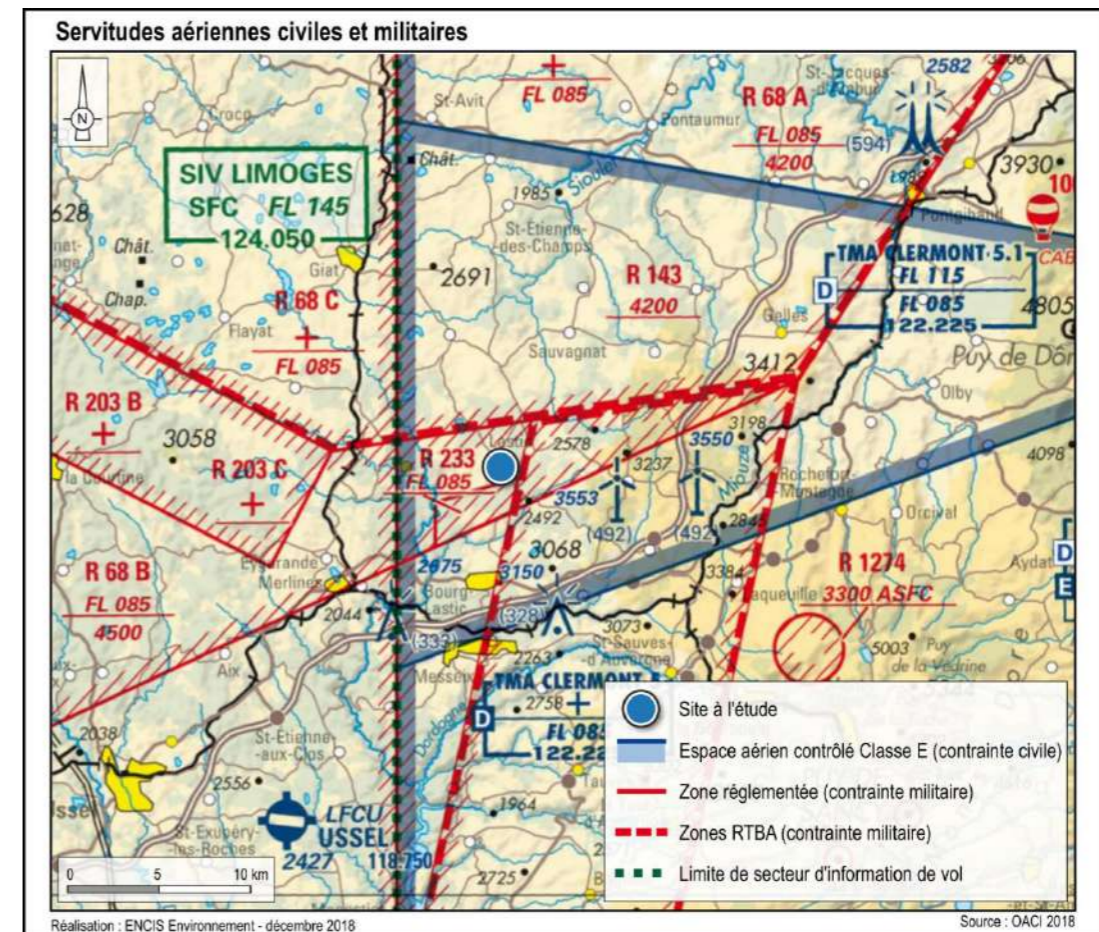 Servitudes aériennes civiles et militaires
N
St-Avit
FL 085
St-Jacques-
d'Ambur
2582
Crocq
Pontaumur
R 68 A
FL 085
4200
(594)
SIV LIMOGES
SFC FL 145
124.050
Chât.
1985
Sioulet
3930
Pontgibaud
628
Chât.
Chap.
St-Etienne-
des-Champs
Giat
2691
R 143
4200
TMA CLERMONT 5.1
D
FL 115
FL 085
122.225
CAB
4805
R 68 C
FL 085
Flayat
Gelles
Sauvagnat
3412
Puy de Dôm
Olby
R 203 B
3058
R 203 C
la Courtine
R 233
FL 085
2578
3198
3550
3237
Miouze
4098
3553
2492
(492)
(492)
2845
Rochefort-
Montagne
Orcival
Eygurande
Merlines
2675
3150
3068
3384
Laqueuille
R 1274
3300 ASFC
Aydat
D
E
R 68 B
FL 085
4500
2044
Bourg-
Lastic
(328)
(333)
3073
St-Sauves-
d'Auvergne
5003
Puy
de la Védrine
Aix
Messeix
2263
TMA CLERMONT 5
D
2758
FL 085
122.22
Dordogne
2038
St-Etienne-
aux-Clos
2556
Ussel
LFCU
USSEL
2427
118.750
St-Exupéry-
les-Roches
1964
2725
Site à l'étude
Espace aérien contrôlé Classe E (contrainte civile)
Zone réglementée (contrainte militaire)
Zones RTBA (contrainte militaire)
Limite de secteur d'information de vol
0 5 10 km
Réalisation : ENCIS Environnement - décembre 2018
Source : OACI 2018